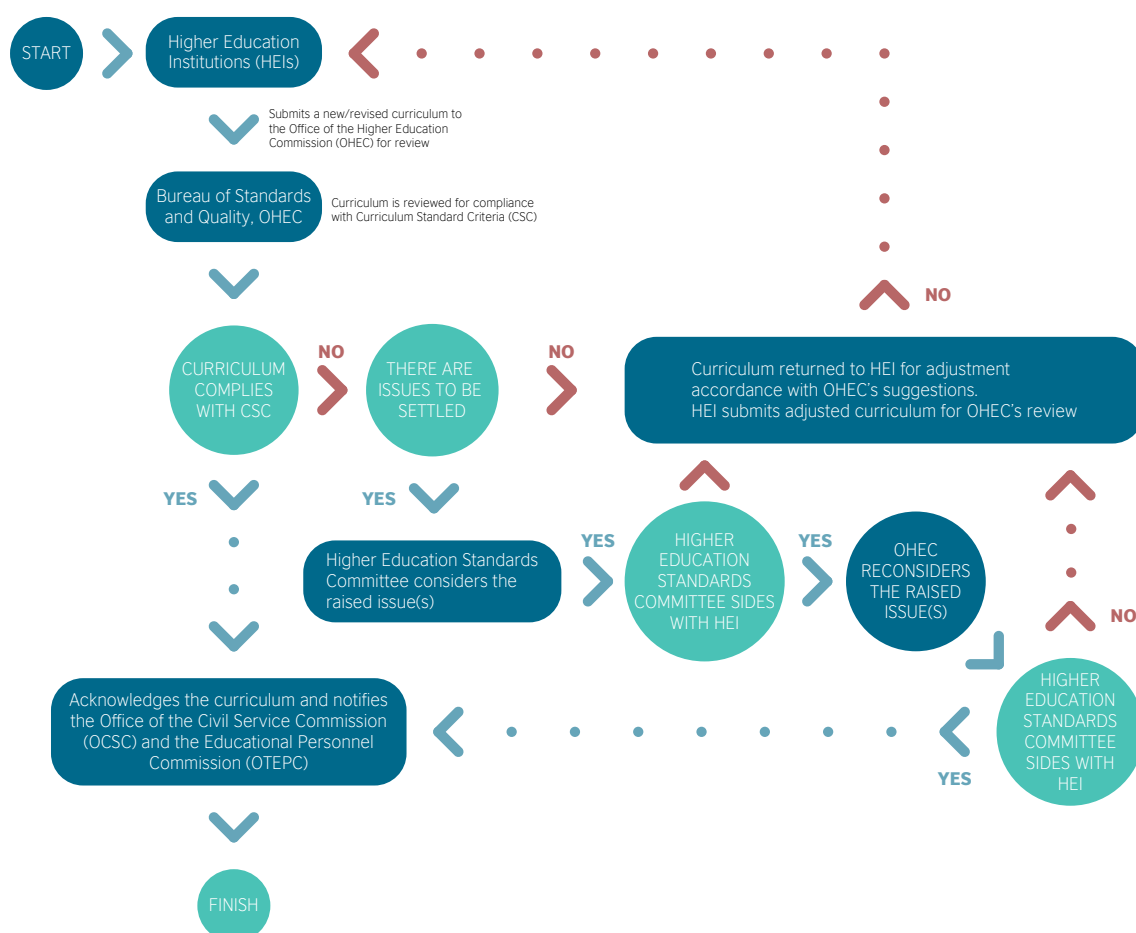 START
Higher Education
Institutions (HEIs)
Submits a new/revised curriculum to
the Office of the Higher Education
Commission (OHEC) for review
Bureau of Standards
and Quality, OHEC
Curriculum is reviewed for compliance
with Curriculum Standard Criteria (CSC)
NO
CURRICULUM
COMPLIES
WITH CSC
NO
THERE ARE
ISSUES TO BE
SETTLED
NO
Curriculum returned to HEI for adjustment
accordance with OHEC's suggestions.
HEI submits adjusted curriculum for OHEC's review
YES
YES
Higher Education Standards
Committee considers the
raised issue(s)
YES
HIGHER
EDUCATION
STANDARDS
COMMITTEE SIDES
WITH HEI
YES
OHEC
RECONSIDERS
THE RAISED
ISSUE(S)
NO
HIGHER
EDUCATION
STANDARDS
COMMITTEE
SIDES WITH
HEI
YES
Acknowledges the curriculum and notifies
the Office of the Civil Service Commission
(OCSC) and the Educational Personnel
Commission (OTEPC)
FINISH